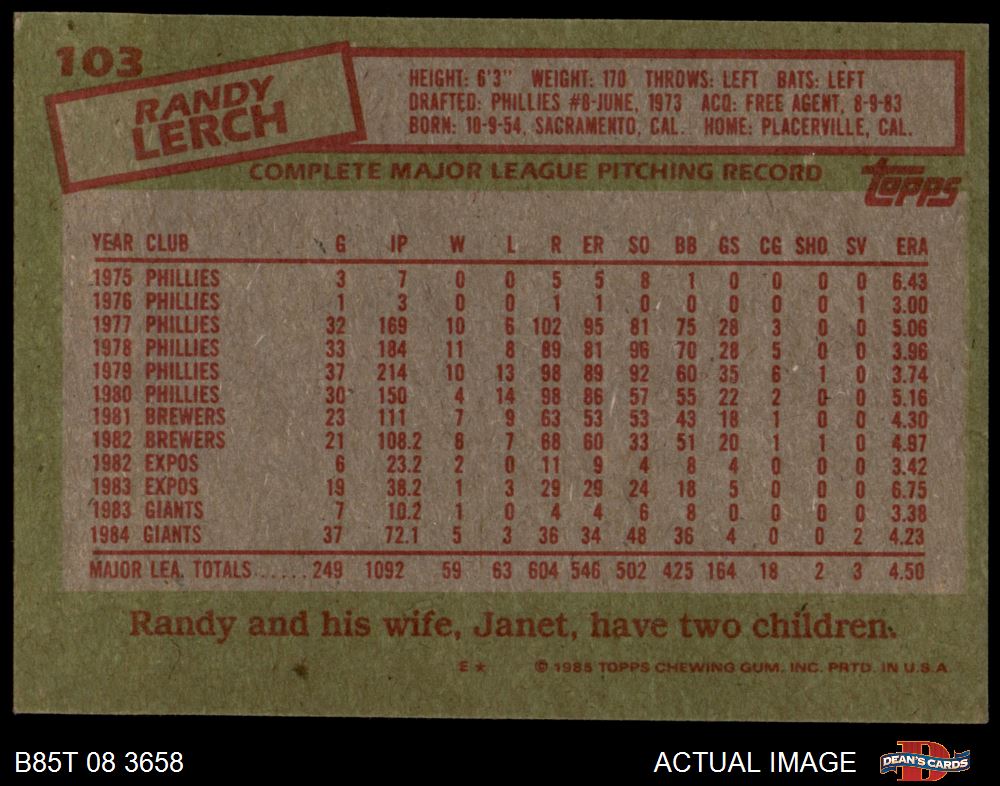 103
RANDY
LERCH
HEIGHT: 6'3" WEIGHT: 170 THROWS: LEFT BATS: LEFT
DRAFTED: PHILLIES #8-JUNE, 1973 ACQ: FREE AGENT, 8-9-83
BORN: 10-9-54, SACRAMENTO, CAL. HOME: PLACERVILLE, CAL.
COMPLETE MAJOR LEAGUE PITCHING RECORD
topps
YEAR CLUB G IP W L R ER SO BB GS CG SHO SV ERA
1975 PHILLIES 3 7 0 0 5 5 8 1 0 0 0 0 6.43
1976 PHILLIES 1 3 0 0 1 1 0 0 0 0 0 1 3.00
1977 PHILLIES 32 169 10 6 102 95 81 75 28 3 0 0 5.06
1978 PHILLIES 33 184 11 8 89 81 96 70 28 5 0 0 3.96
1979 PHILLIES 37 214 10 13 98 89 92 60 35 6 1 0 3.74
1980 PHILLIES 30 150 4 14 98 86 57 55 22 2 0 0 5.16
1981 BREWERS 23 111 7 9 63 53 53 43 18 1 0 0 4.30
1982 BREWERS 21 108.2 6 7 68 60 33 51 20 1 1 0 4.97
1982 EXPOS 6 23.2 2 0 11 9 4 8 4 0 0 0 3.42
1983 EXPOS 19 38.2 1 3 29 29 24 18 5 0 0 0 6.75
1983 GIANTS 7 10.2 1 0 4 4 6 8 0 0 0 0 3.38
1984 GIANTS 37 72.1 5 3 36 34 48 36 4 0 0 2 4.23
MAJOR LEA. TOTALS...... 249 1092 59 63 604 546 502 425 164 18 2 3 4.50
Randy and his wife, Janet, have two children.
E ★ © 1985 TOPPS CHEWING GUM, INC. PRTD. IN U.S.A.
B85T 08 3658 ACTUAL IMAGE DEAN'S CARDS